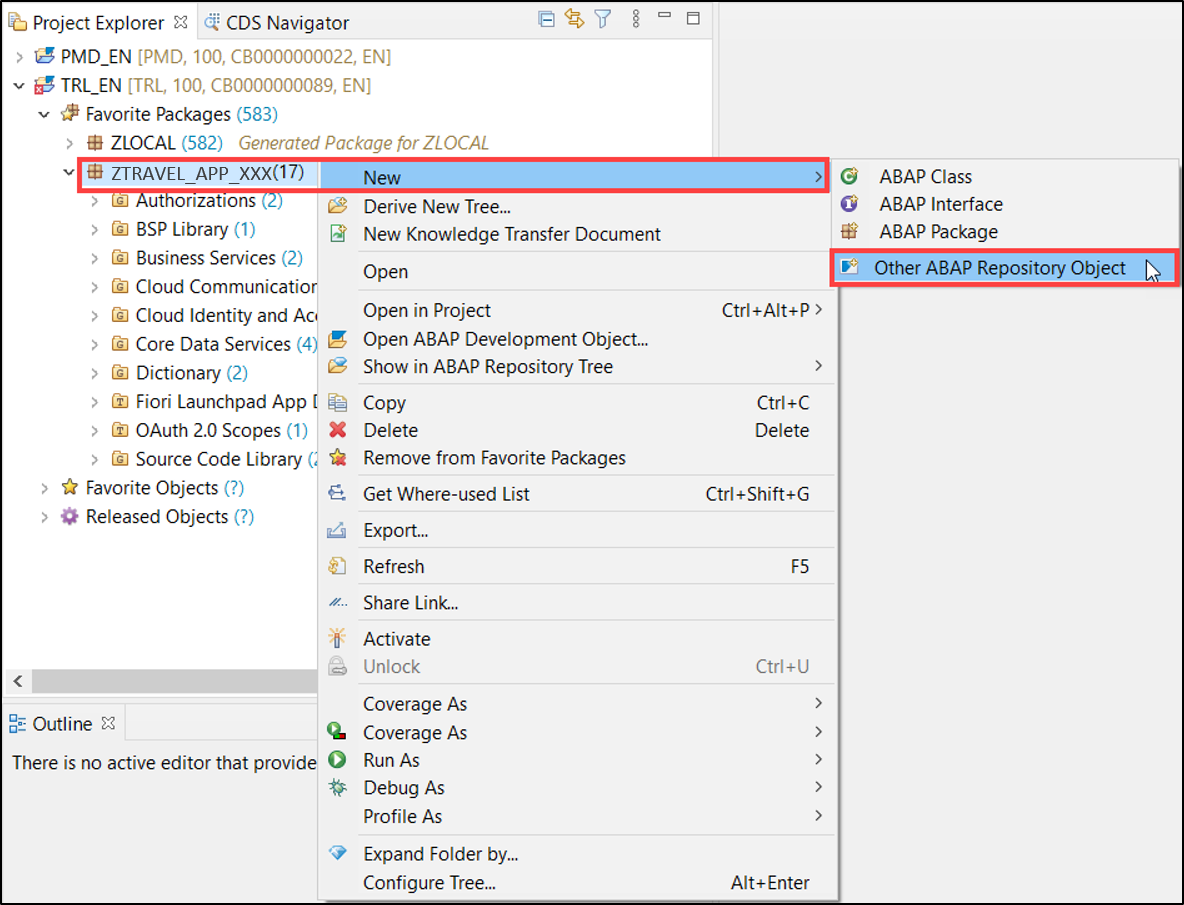 Project Explorer
CDS Navigator
PMD_EN [PMD, 100, CB0000000022, EN]
TRL_EN [TRL, 100, CB0000000089, EN]
Favorite Packages (583)
ZLOCAL (582) Generated Package for ZLOCAL
ZTRAVEL_APP_XXX(17)
Authorizations (2)
BSP Library (1)
Business Services (2)
Cloud Communication
Cloud Identity and Acc
Core Data Services (4)
Dictionary (2)
Fiori Launchpad App D
OAuth 2.0 Scopes (1)
Source Code Library (2
Favorite Objects (?)
Released Objects (?)
New
Derive New Tree...
New Knowledge Transfer Document
Open
Open in Project Ctrl+Alt+P
Open ABAP Development Object...
Show in ABAP Repository Tree
Copy Ctrl+C
Delete Delete
Remove from Favorite Packages
Get Where-used List Ctrl+Shift+G
Export...
Refresh F5
Share Link...
Activate
Unlock Ctrl+U
Coverage As
Coverage As
Run As
Debug As
Profile As
Expand Folder by...
Configure Tree... Alt+Enter
ABAP Class
ABAP Interface
ABAP Package
Other ABAP Repository Object
Outline
There is no active editor that provide